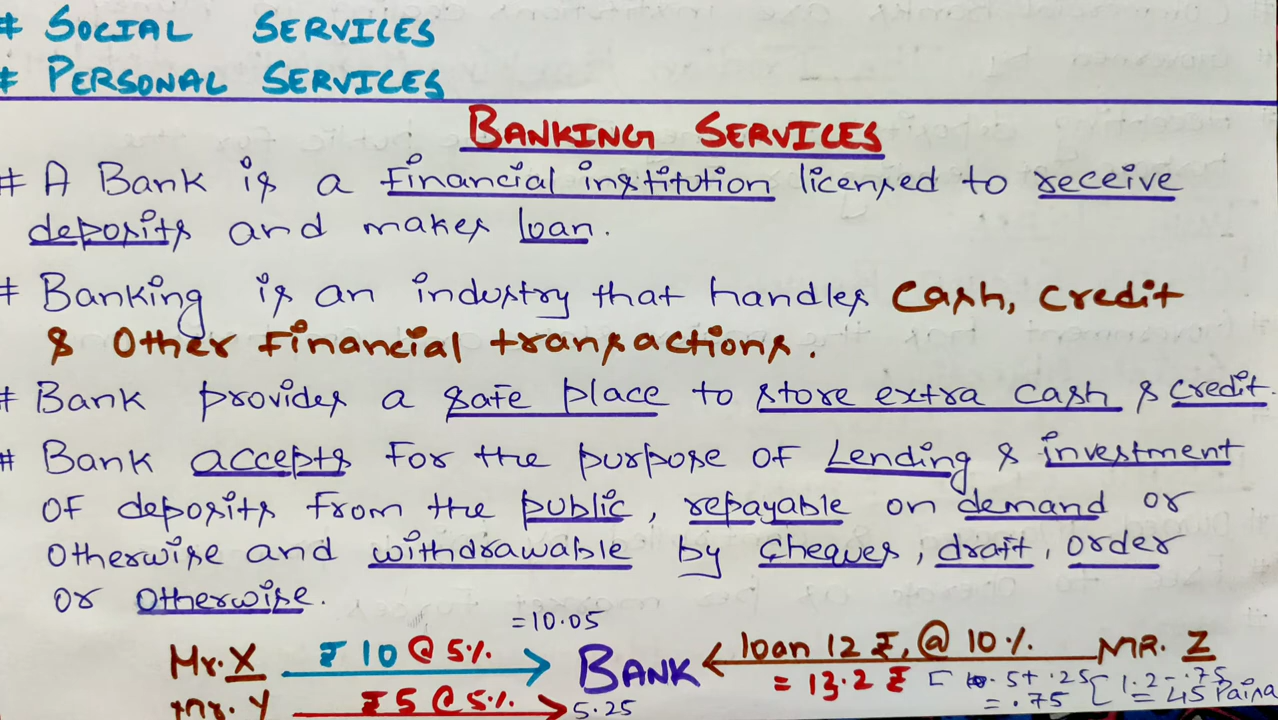 # SOCIAL SERVICES
# PERSONAL SERVICES
BANKING SERVICES
# A Bank is a financial institution licensed to receive
deposits and makes loan.
# Banking is an industry that handles cash, credit
& other financial transactions.
# Bank provides a safe place to store extra cash & credit.
# Bank accepts for the purpose of Lending & investment
of deposits from the public, repayable on demand or
otherwise and withdrawable by cheques, draft, order
or otherwise.
=10.05
Mr. X ₹ 10 @ 5% BANK loan 12 ₹, @ 10% MR. Z
= 13.2 ₹ [ .5+ .25 [ 1.2 - .75
= .75 = 45 Paisa
Mr. Y ₹ 5 @ 5% 5.25